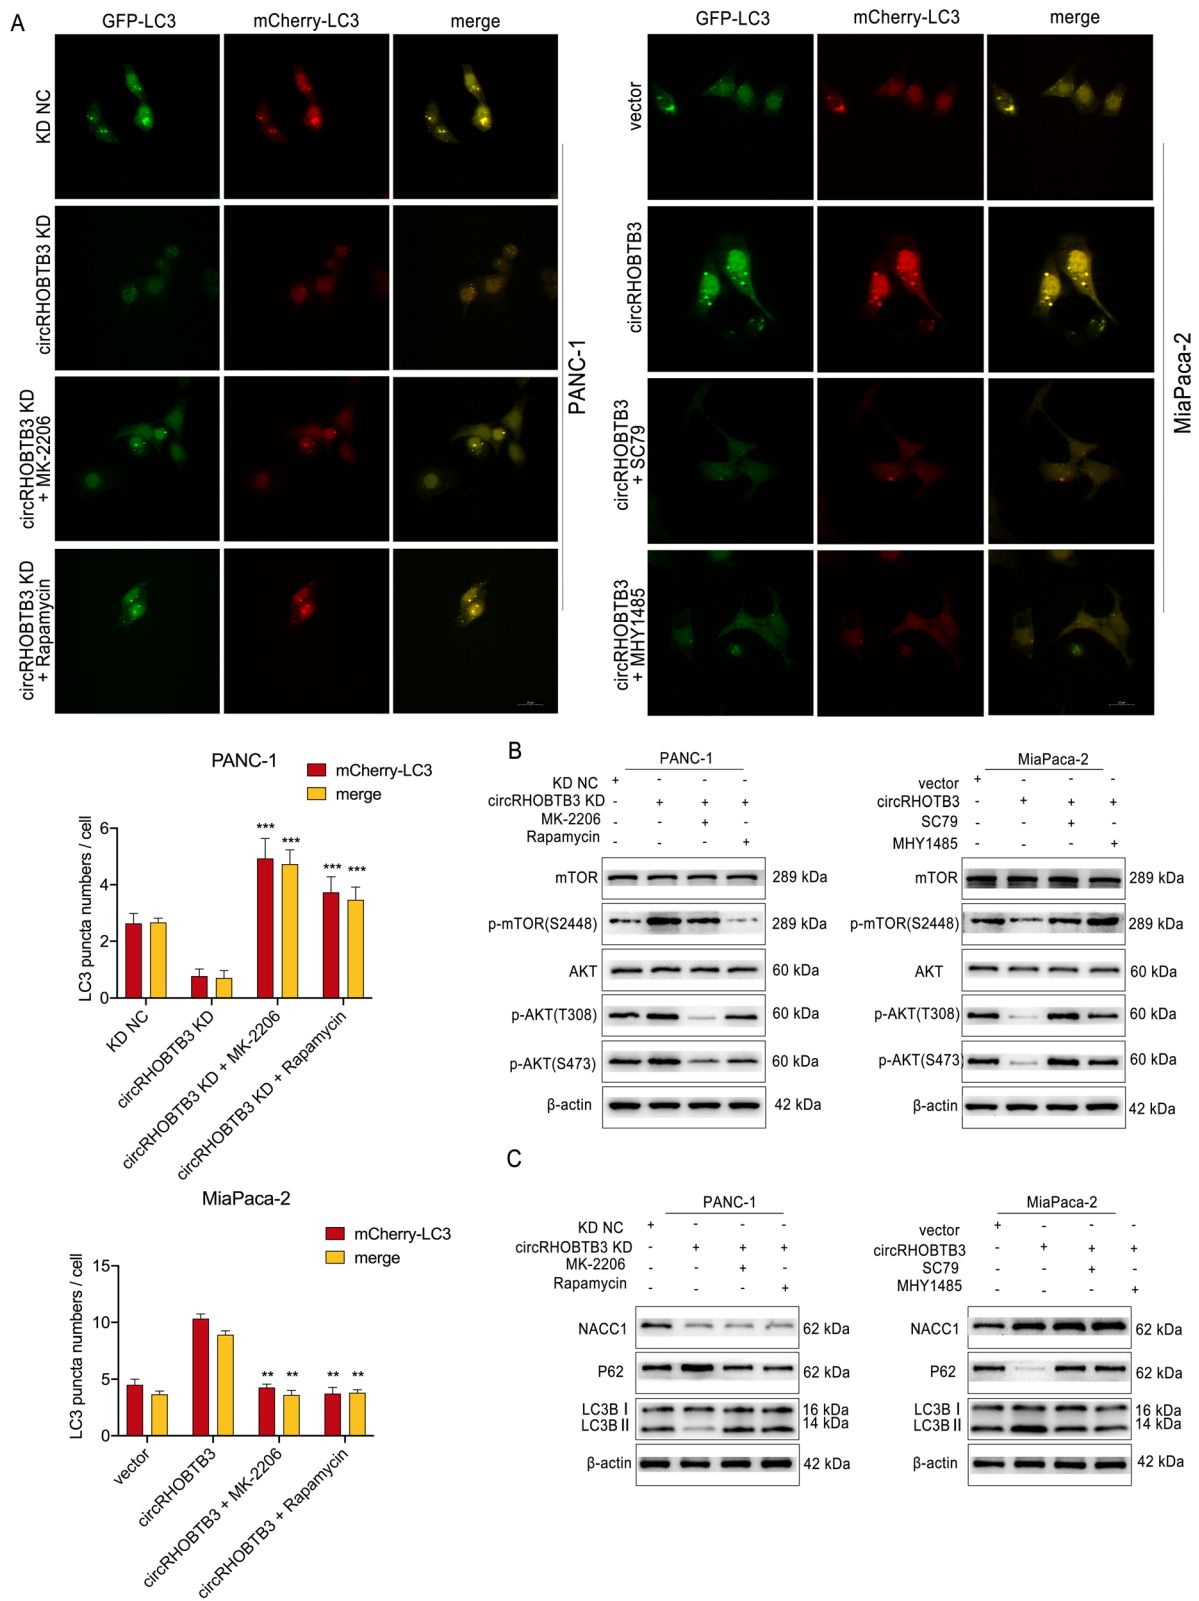 A
GFP-LC3 mCherry-LC3 merge
KD NC
circRHOBTB3 KD
circRHOBTB3 KD
+ MK-2206
circRHOBTB3 KD
+ Rapamycin
PANC-1
GFP-LC3 mCherry-LC3 merge
vector
circRHOBTB3
circRHOBTB3
+ SC79
circRHOBTB3
+ MHY1485
MiaPaca-2
PANC-1
mCherry-LC3
merge
LC3 puncta numbers / cell
6
4
2
0
*** *** *** ***
KD NC
circRHOBTB3 KD
circRHOBTB3 KD + MK-2206
circRHOBTB3 KD + Rapamycin
MiaPaca-2
mCherry-LC3
merge
LC3 puncta numbers / cell
15
10
5
0
** ** ** **
vector
circRHOBTB3
circRHOBTB3 + MK-2206
circRHOBTB3 + Rapamycin
B
PANC-1
KD NC + - - -
circRHOBTB3 KD - + + +
MK-2206 - - + -
Rapamycin - - - +
mTOR 289 kDa
p-mTOR(S2448) 289 kDa
AKT 60 kDa
p-AKT(T308) 60 kDa
p-AKT(S473) 60 kDa
β-actin 42 kDa
MiaPaca-2
vector + - - -
circRHOTB3 - + + +
SC79 - - + -
MHY1485 - - - +
mTOR 289 kDa
p-mTOR(S2448) 289 kDa
AKT 60 kDa
p-AKT(T308) 60 kDa
p-AKT(S473) 60 kDa
β-actin 42 kDa
C
PANC-1
KD NC + - - -
circRHOBTB3 KD - + + +
MK-2206 - - + -
Rapamycin - - - +
NACC1 62 kDa
P62 62 kDa
LC3B Ⅰ 16 kDa
LC3B Ⅱ 14 kDa
β-actin 42 kDa
MiaPaca-2
vector + - - -
circRHOBTB3 - + + +
SC79 - - + -
MHY1485 - - - +
NACC1 62 kDa
P62 62 kDa
LC3B Ⅰ 16 kDa
LC3B Ⅱ 14 kDa
β-actin 42 kDa